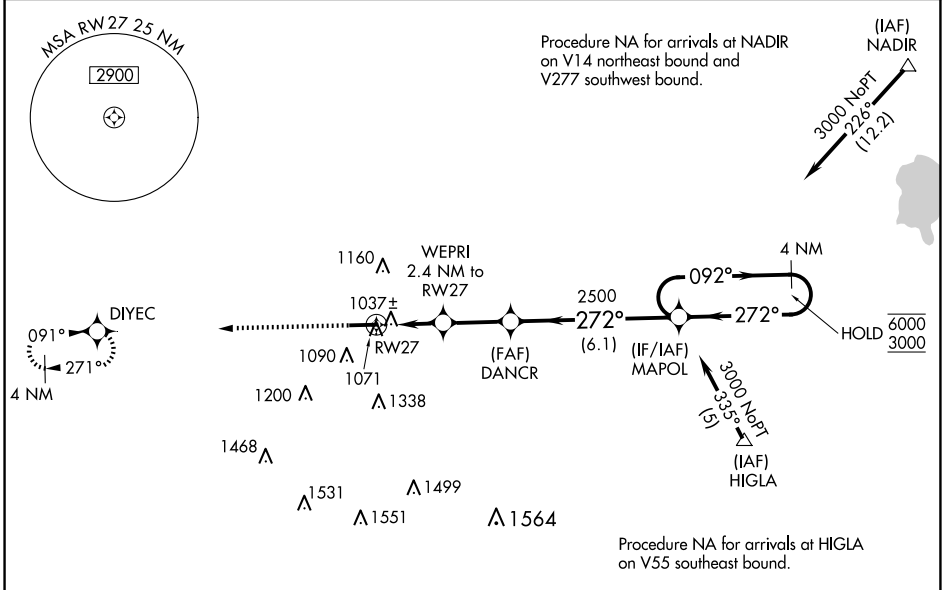 MSA RW27 25 NM
2900
Procedure NA for arrivals at NADIR
on V14 northeast bound and
V277 southwest bound.
(IAF)
NADIR
3000 NoPT
226°
(12.2)
4 NM
092°
272°
HOLD
6000
3000
2500
272°
(6.1)
(IF/IAF)
MAPOL
WEPRI
2.4 NM to
RW27
(FAF)
DANCR
1160
1037±
RW27
1071
1090
1200
1338
1468
1531
1551
1499
1564
DIYEC
091°
271°
4 NM
3000 NoPT
335°
(5)
(IAF)
HIGLA
Procedure NA for arrivals at HIGLA
on V55 southeast bound.